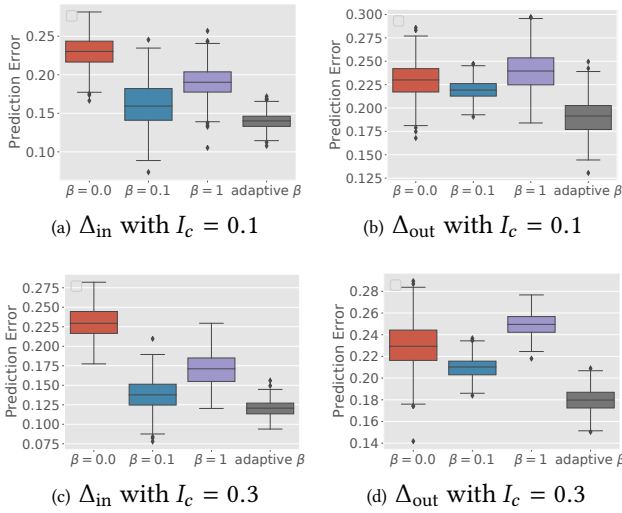 Prediction Error
0.25
0.20
0.15
0.10
β = 0.0 β = 0.1 β = 1 adaptive β
(a) Δin with Ic = 0.1
Prediction Error
0.300
0.275
0.250
0.225
0.200
0.175
0.150
0.125
β = 0.0 β = 0.1 β = 1 adaptive β
(b) Δout with Ic = 0.1
Prediction Error
0.275
0.250
0.225
0.200
0.175
0.150
0.125
0.100
0.075
β = 0.0 β = 0.1 β = 1 adaptive β
(c) Δin with Ic = 0.3
Prediction Error
0.28
0.26
0.24
0.22
0.20
0.18
0.16
0.14
β = 0.0 β = 0.1 β = 1 adaptive β
(d) Δout with Ic = 0.3